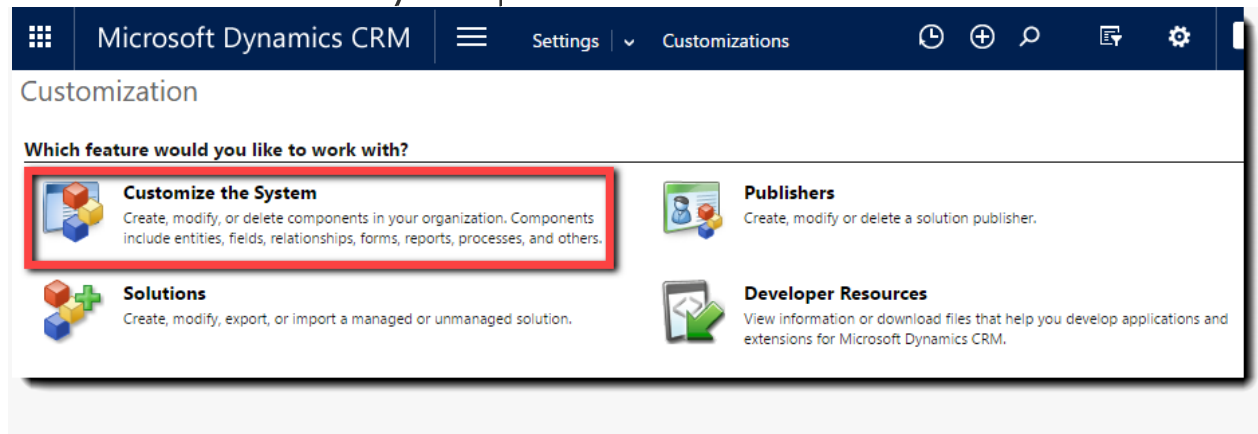 Microsoft Dynamics CRM Settings Customizations
Customization
Which feature would you like to work with?
Customize the System
Create, modify, or delete components in your organization. Components
include entities, fields, relationships, forms, reports, processes, and others.
Publishers
Create, modify or delete a solution publisher.
Solutions
Create, modify, export, or import a managed or unmanaged solution.
Developer Resources
View information or download files that help you develop applications and
extensions for Microsoft Dynamics CRM.